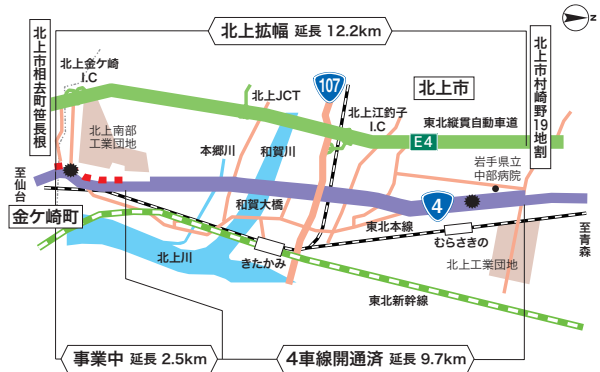 北上拡幅 延長 12.2km
N
北上市相去町笹長根
北上金ケ崎
I.C
北上JCT
107
北上市
北上江釣子
I.C
東北縦貫自動車道
E4
北上市村崎野19地割
北上南部
工業団地
本郷川
和賀川
岩手県立
中部病院
至仙台
和賀大橋
4
金ケ崎町
東北本線
むらさきの
至青森
北上川
きたかみ
北上工業団地
東北新幹線
事業中 延長 2.5km
4車線開通済 延長 9.7km